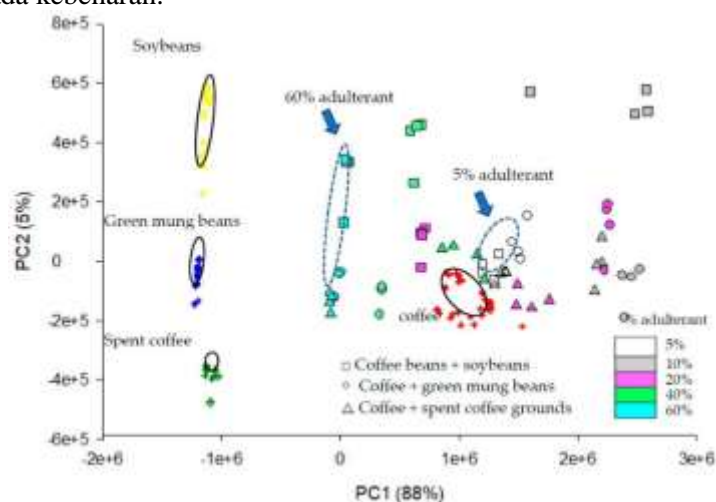 ada kebenaran.
8e+5
Soybeans
6e+5
60% adulterant
4e+5
5% adulterant
PC2 (5%)
2e+5
Green mung beans
0
-2e+5
coffee
% adulterant
Spent coffee
5%
□ Coffee beans + soybeans
10%
○ Coffee + green mung beans
20%
-4e+5
△ Coffee + spent coffee grounds
40%
60%
-6e+5
-2e+6 -1e+6 0 1e+6 2e+6 3e+6
PC1 (88%)